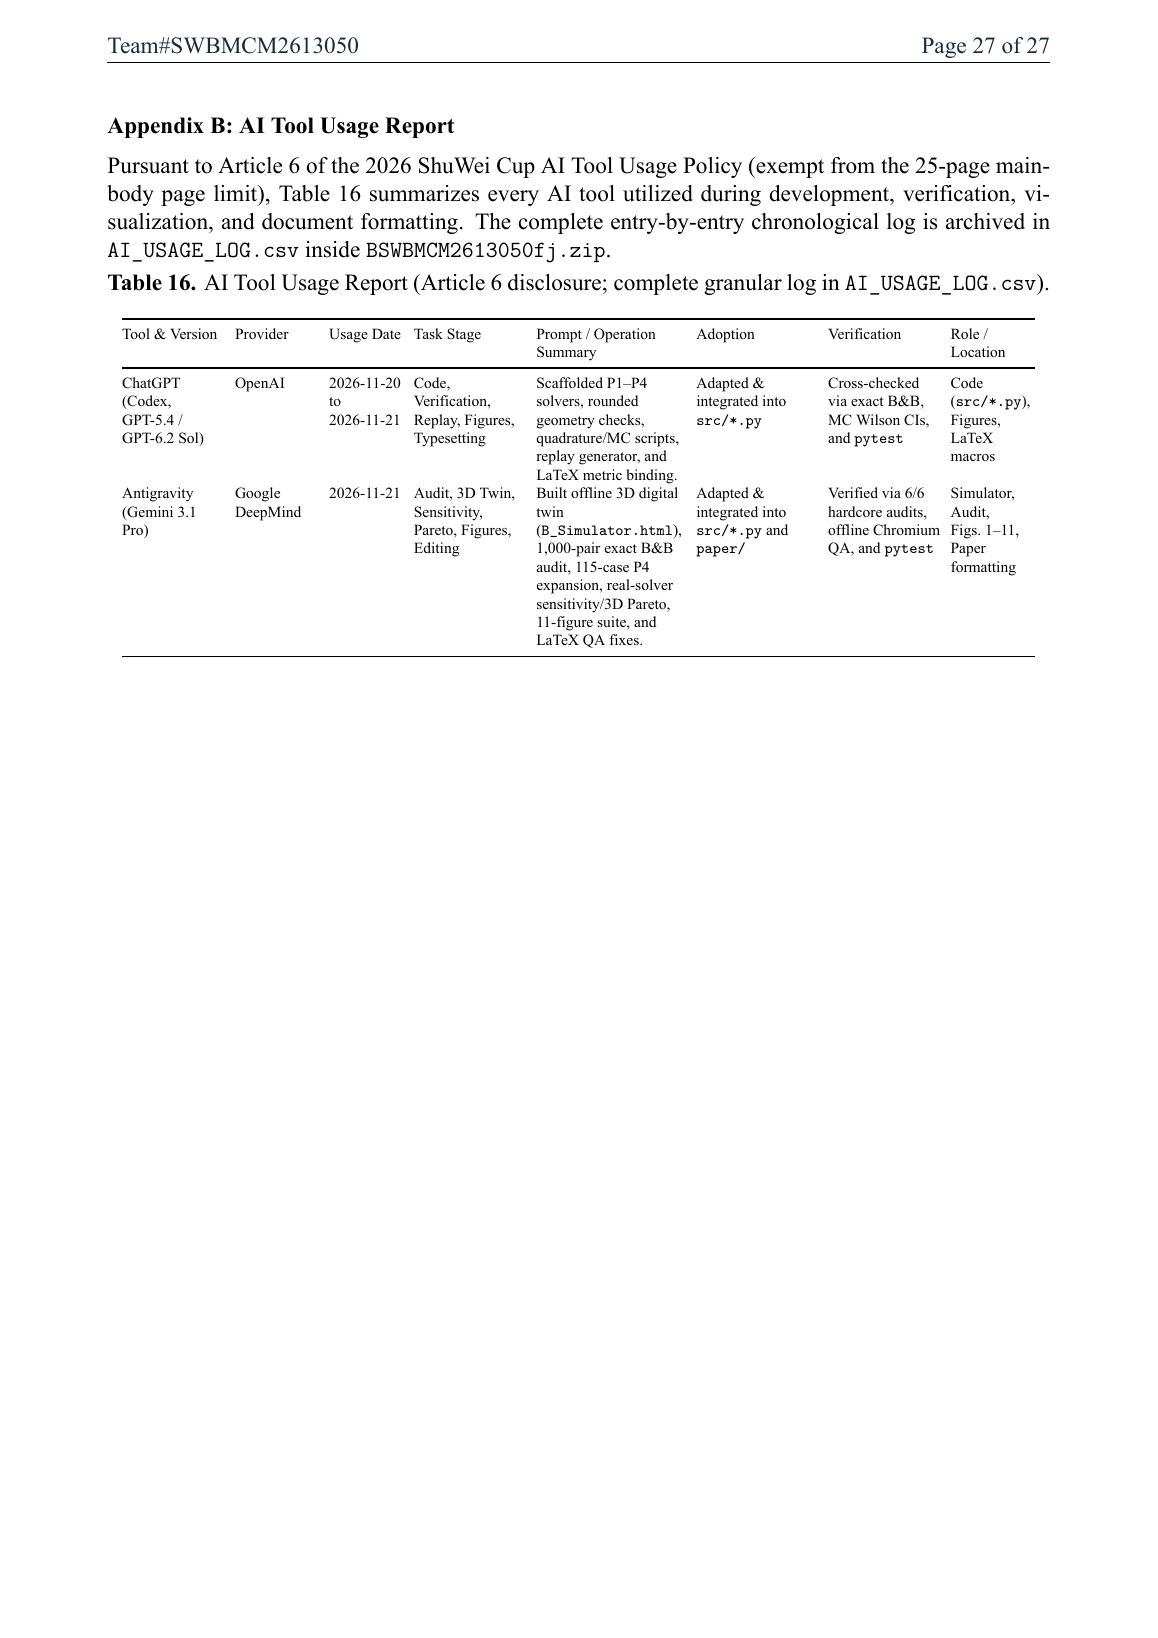 Team#SWBMCM2613050 Page 27 of 27
Appendix B: AI Tool Usage Report
Pursuant to Article 6 of the 2026 ShuWei Cup AI Tool Usage Policy (exempt from the 25-page main-
body page limit), Table 16 summarizes every AI tool utilized during development, verification, vi-
sualization, and document formatting. The complete entry-by-entry chronological log is archived in
AI_USAGE_LOG.csv inside BSWBMCM2613050fj.zip.
Table 16. AI Tool Usage Report (Article 6 disclosure; complete granular log in AI_USAGE_LOG.csv).
Tool & Version Provider Usage Date Task Stage Prompt / Operation Adoption Verification Role /
Summary Location
ChatGPT OpenAI 2026-11-20 Code, Scaffolded P1–P4 Adapted & Cross-checked Code
(Codex, to Verification, solvers, rounded integrated into via exact B&B, (src/*.py),
GPT-5.4 / 2026-11-21 Replay, Figures, geometry checks, src/*.py MC Wilson CIs, Figures,
GPT-6.2 Sol) Typesetting quadrature/MC scripts, and pytest LaTeX
replay generator, and macros
LaTeX metric binding.
Antigravity Google 2026-11-21 Audit, 3D Twin, Built offline 3D digital Adapted & Verified via 6/6 Simulator,
(Gemini 3.1 DeepMind Sensitivity, twin integrated into hardcore audits, Audit,
Pro) Pareto, Figures, (B_Simulator.html), src/*.py and offline Chromium Figs. 1–11,
Editing 1,000-pair exact B&B paper/ QA, and pytest Paper
audit, 115-case P4 formatting
expansion, real-solver
sensitivity/3D Pareto,
11-figure suite, and
LaTeX QA fixes.